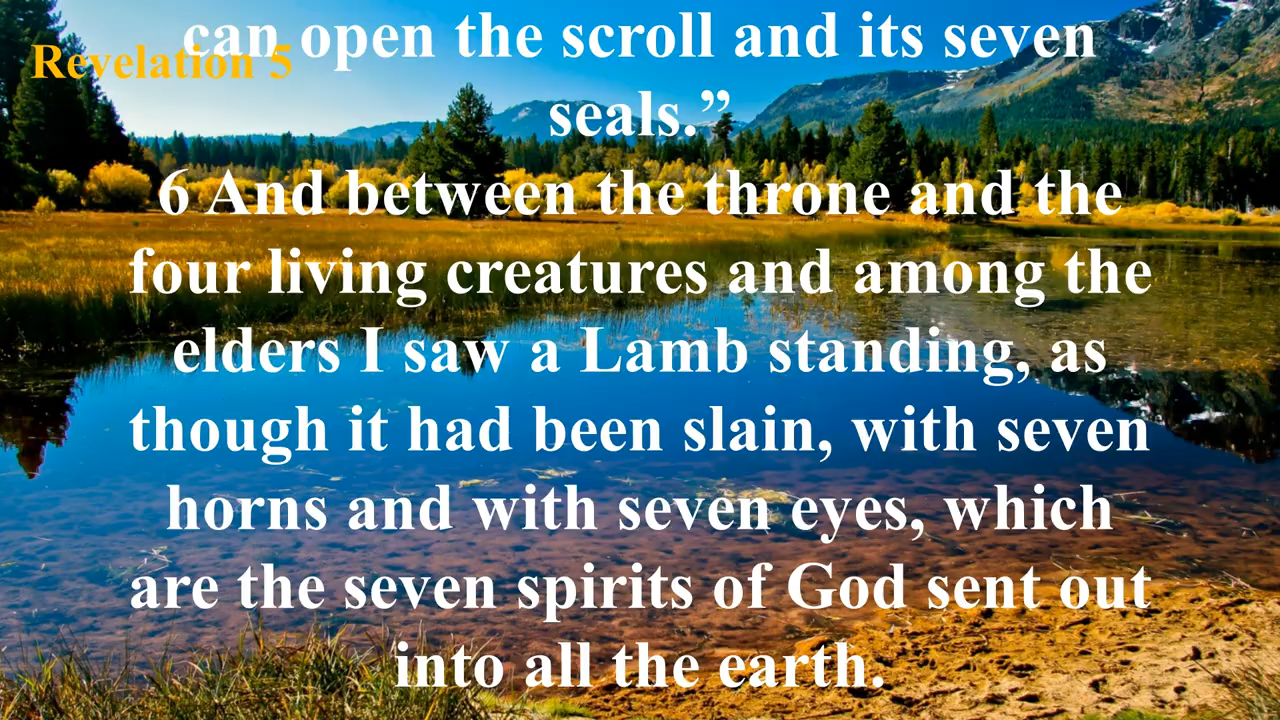 can open the scroll and its seven
Revelation 5
seals.”
6 And between the throne and the
four living creatures and among the
elders I saw a Lamb standing, as
though it had been slain, with seven
horns and with seven eyes, which
are the seven spirits of God sent out
into all the earth.